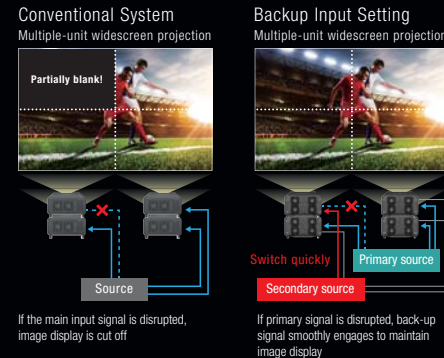 Conventional System
Multiple-unit widescreen projection
Partially blank!
Source
If the main input signal is disrupted,
image display is cut off
Backup Input Setting
Multiple-unit widescreen projection
Switch quickly
Primary source
Secondary source
If primary signal is disrupted, back-up
signal smoothly engages to maintain
image display